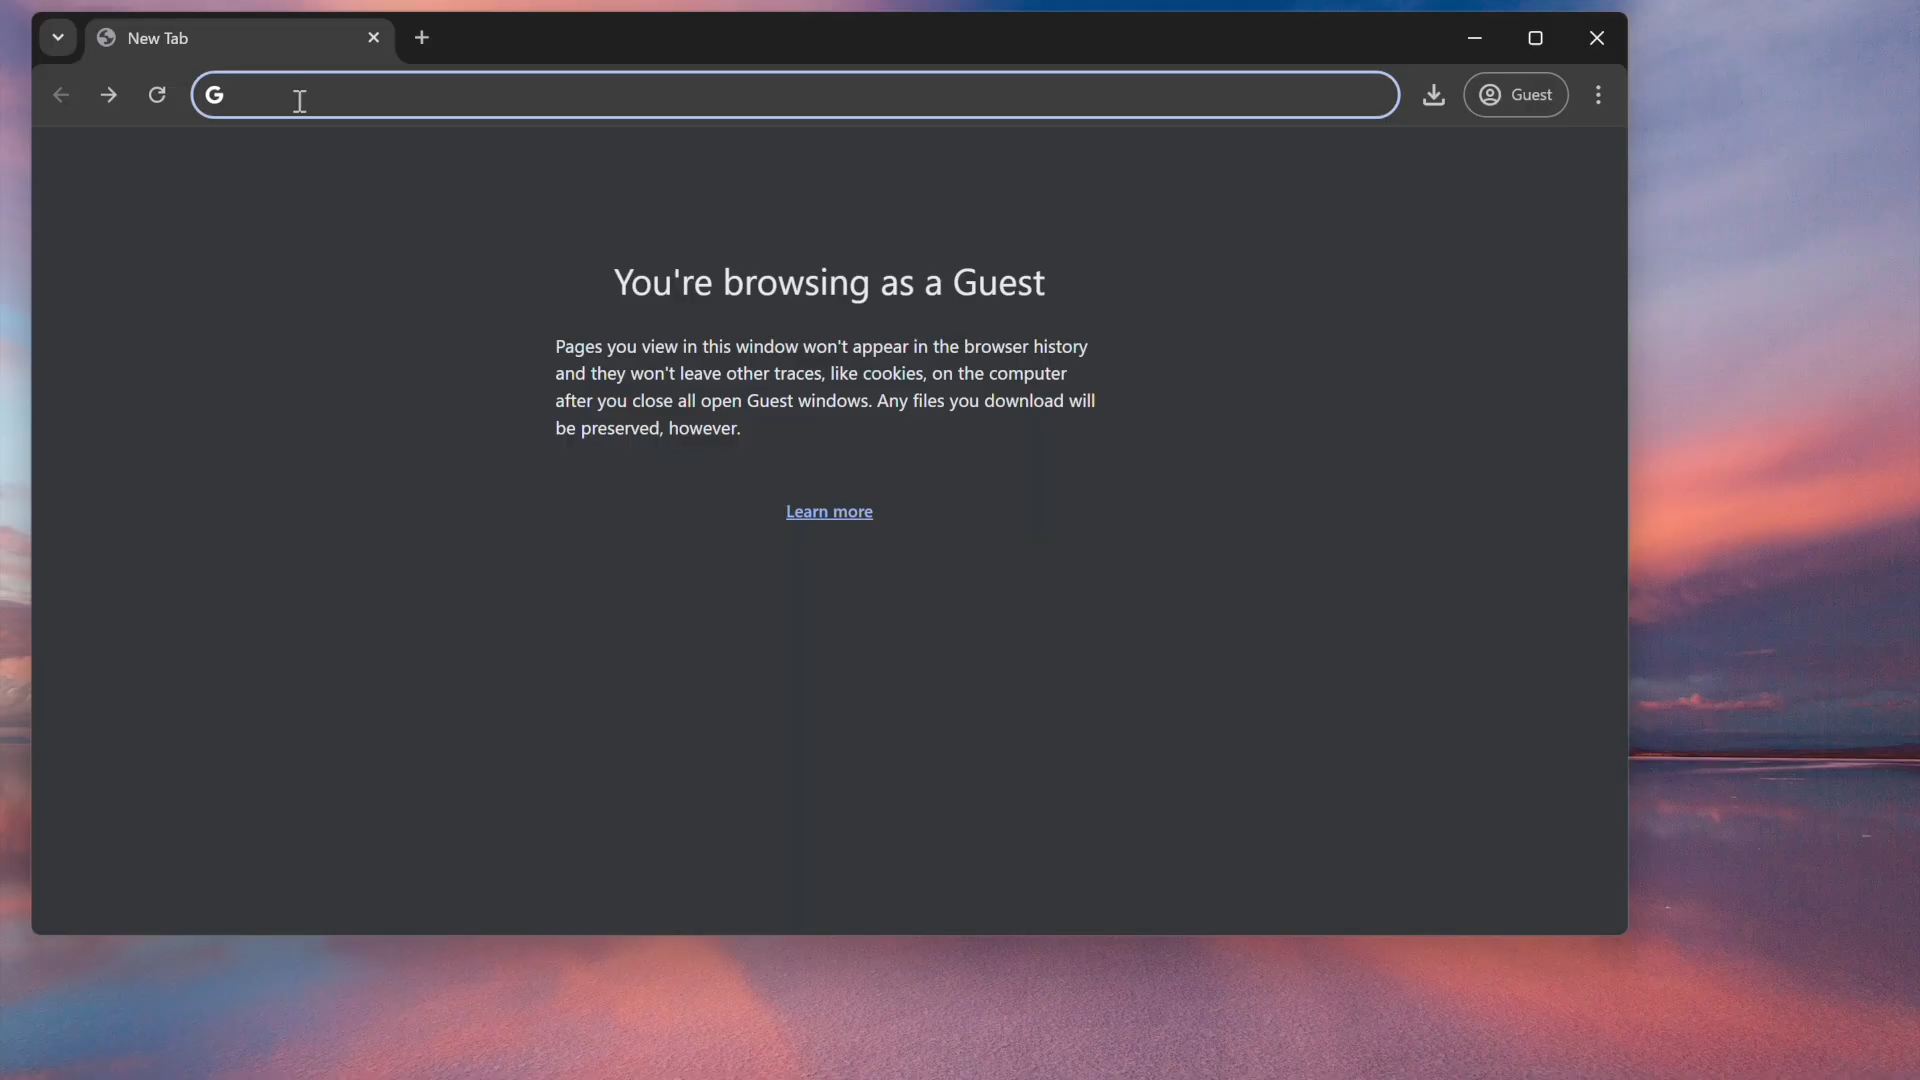 New Tab
Guest
You're browsing as a Guest
Pages you view in this window won't appear in the browser history
and they won't leave other traces, like cookies, on the computer
after you close all open Guest windows. Any files you download will
be preserved, however.
Learn more